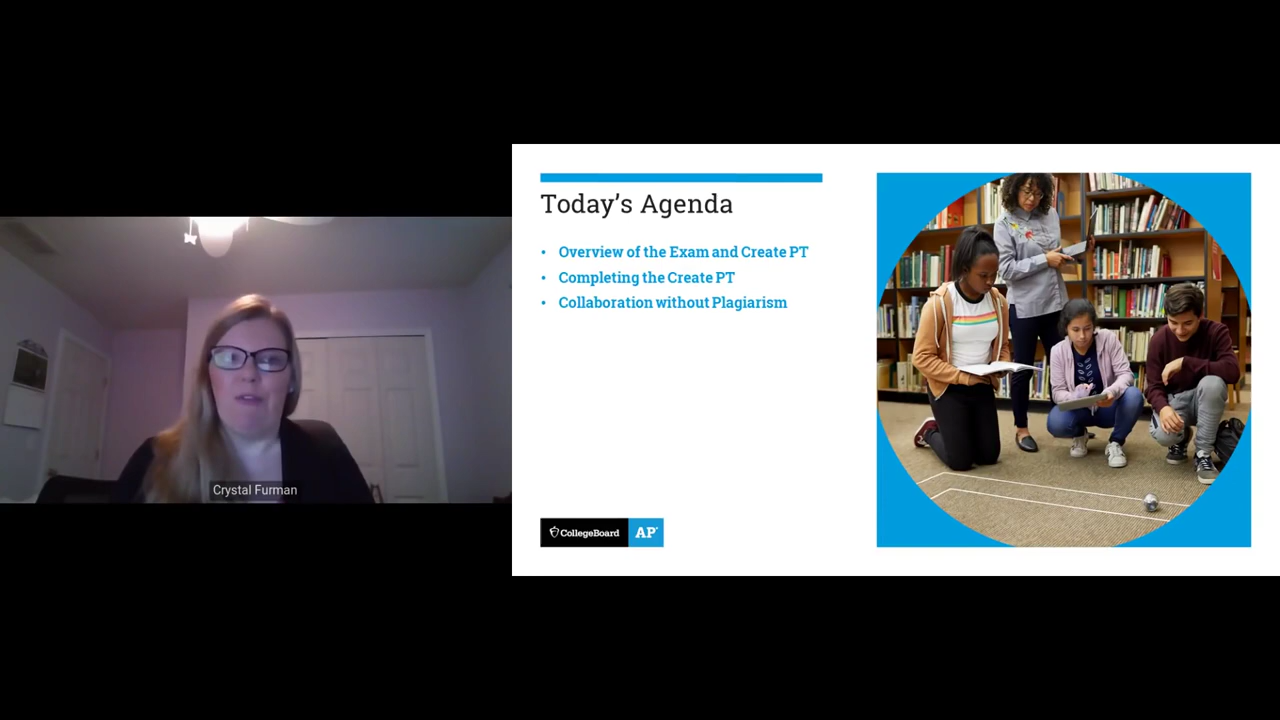 Today's Agenda
• Overview of the Exam and Create PT
• Completing the Create PT
• Collaboration without Plagiarism
Crystal Furman
CollegeBoard AP